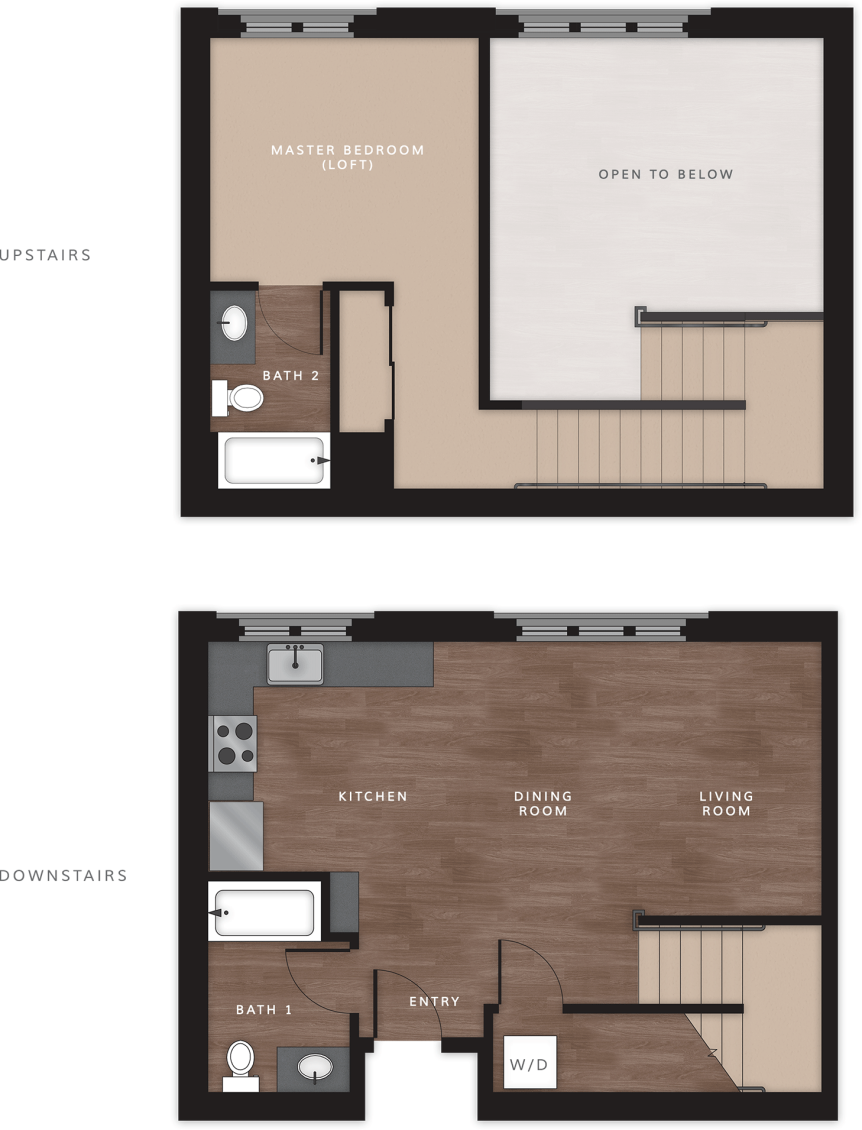 MASTER BEDROOM
(LOFT)
OPEN TO BELOW
UPSTAIRS
BATH 2
KITCHEN
DINING
ROOM
LIVING
ROOM
DOWNSTAIRS
ENTRY
BATH 1
W/D